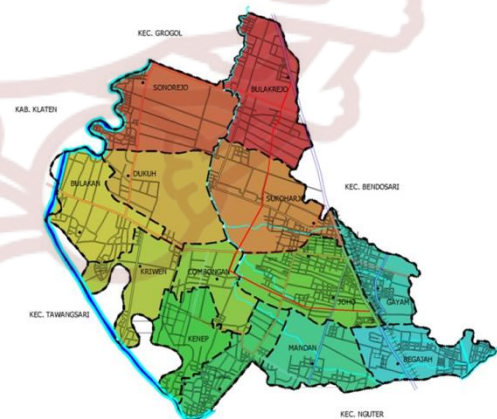 KEC. GROGOL
SONOREJO
BULAKREJO
KAB. KLATEN
DUKUH
BULAKAN
KEC. BENDOSARI
SUKOHARJO
KRIWEN
COMBONGAN
JOHO
GAYAM
KEC. TAWANGSARI
KENEP
MANDAN
BEGAJAH
KEC. NGUTER